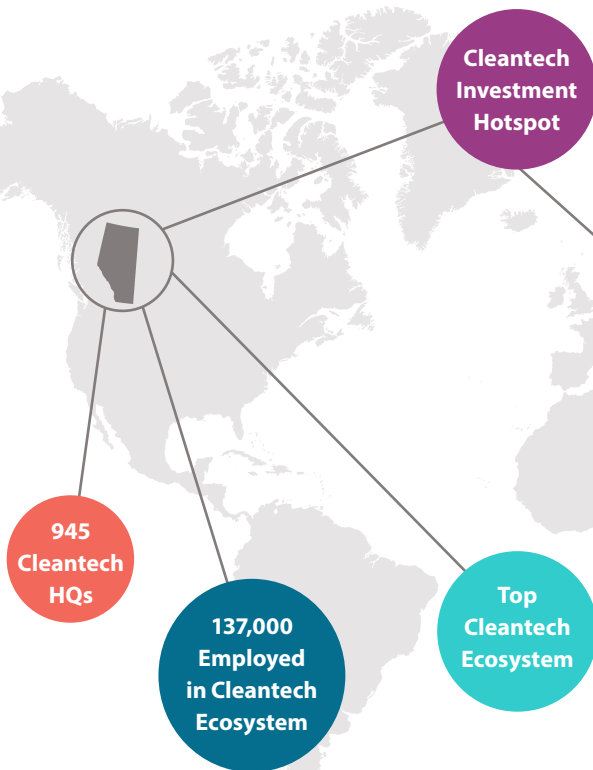 Cleantech
Investment
Hotspot
945
Cleantech
HQs
137,000
Employed
in Cleantech
Ecosystem
Top
Cleantech
Ecosystem